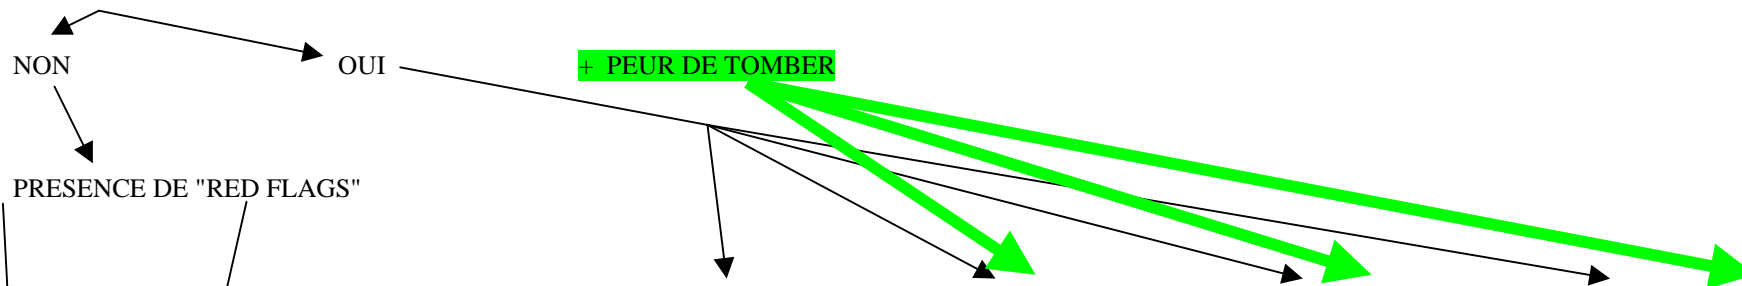 NON OUI + PEUR DE TOMBER
PRESENCE DE "RED FLAGS"